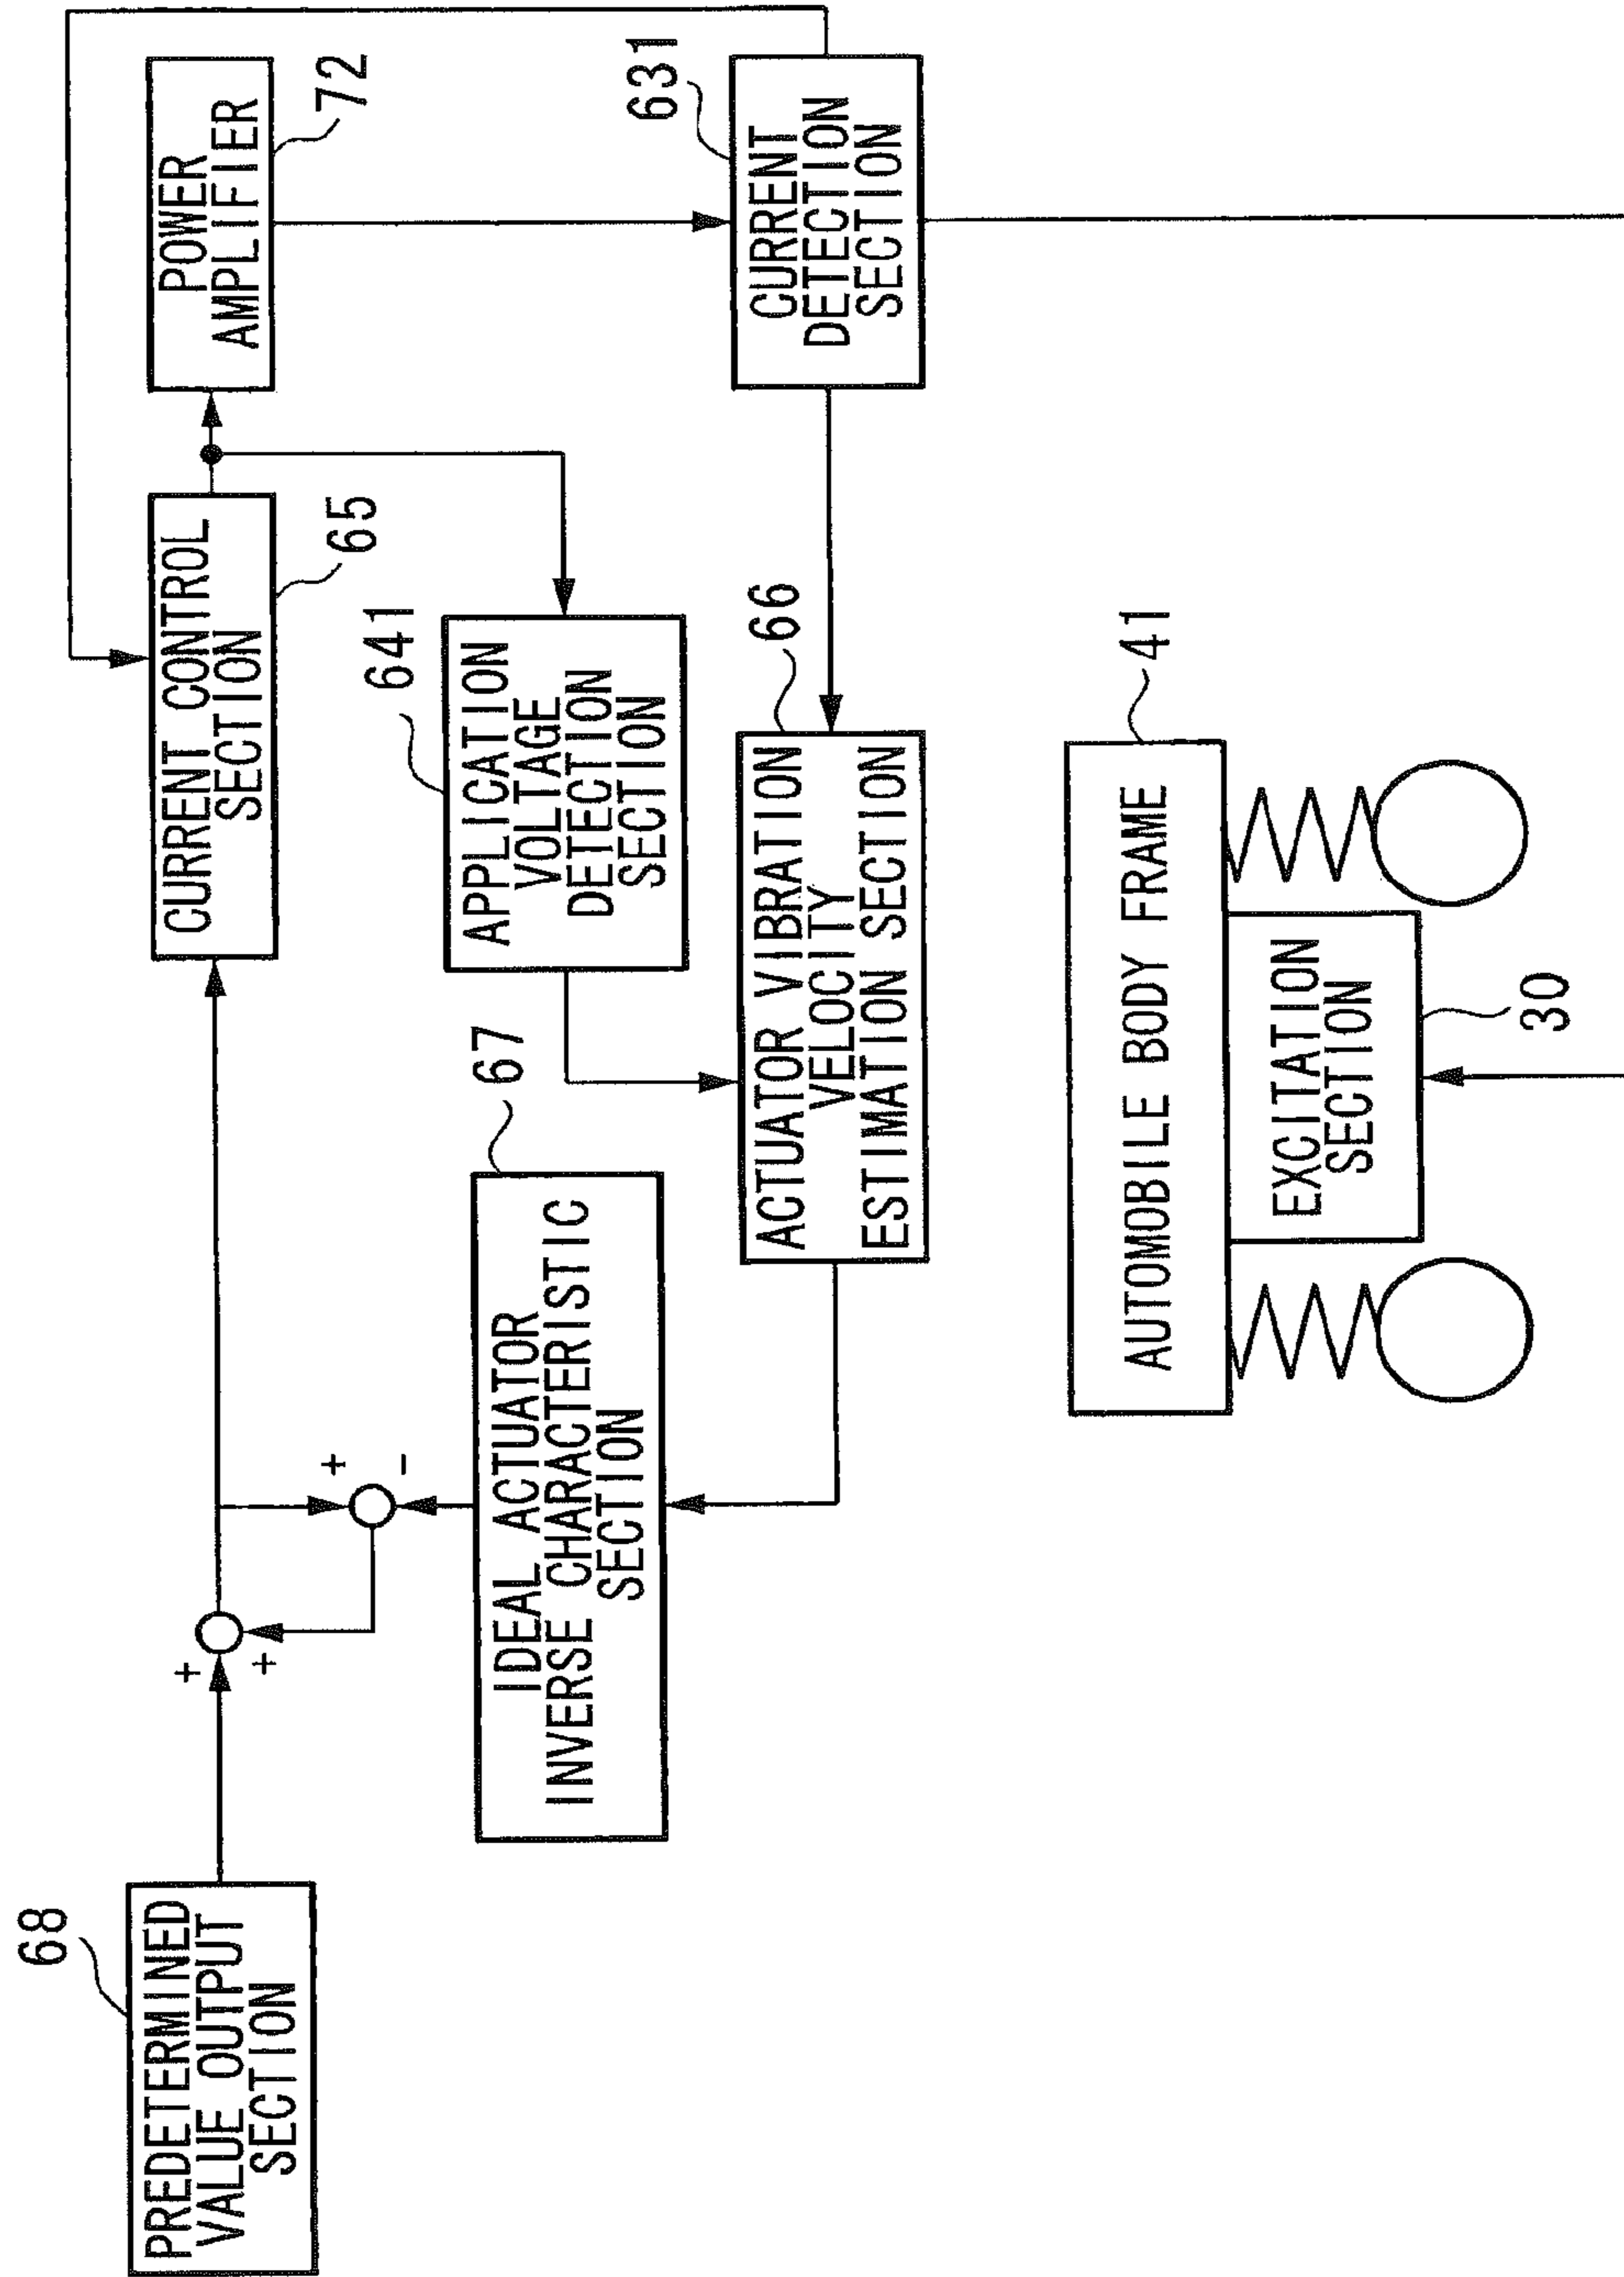 68
PREDETERMINED
VALUE OUTPUT
SECTION
+
+
+
-
CURRENT CONTROL
SECTION
65
POWER
AMPLIFIER
72
67
IDEAL ACTUATOR
INVERSE CHARACTERISTIC
SECTION
641
APPLICATION
VOLTAGE
DETECTION
SECTION
66
ACTUATOR VIBRATION
VELOCITY
ESTIMATION SECTION
631
CURRENT
DETECTION
SECTION
41
AUTOMOBILE BODY FRAME
EXCITATION
SECTION
30